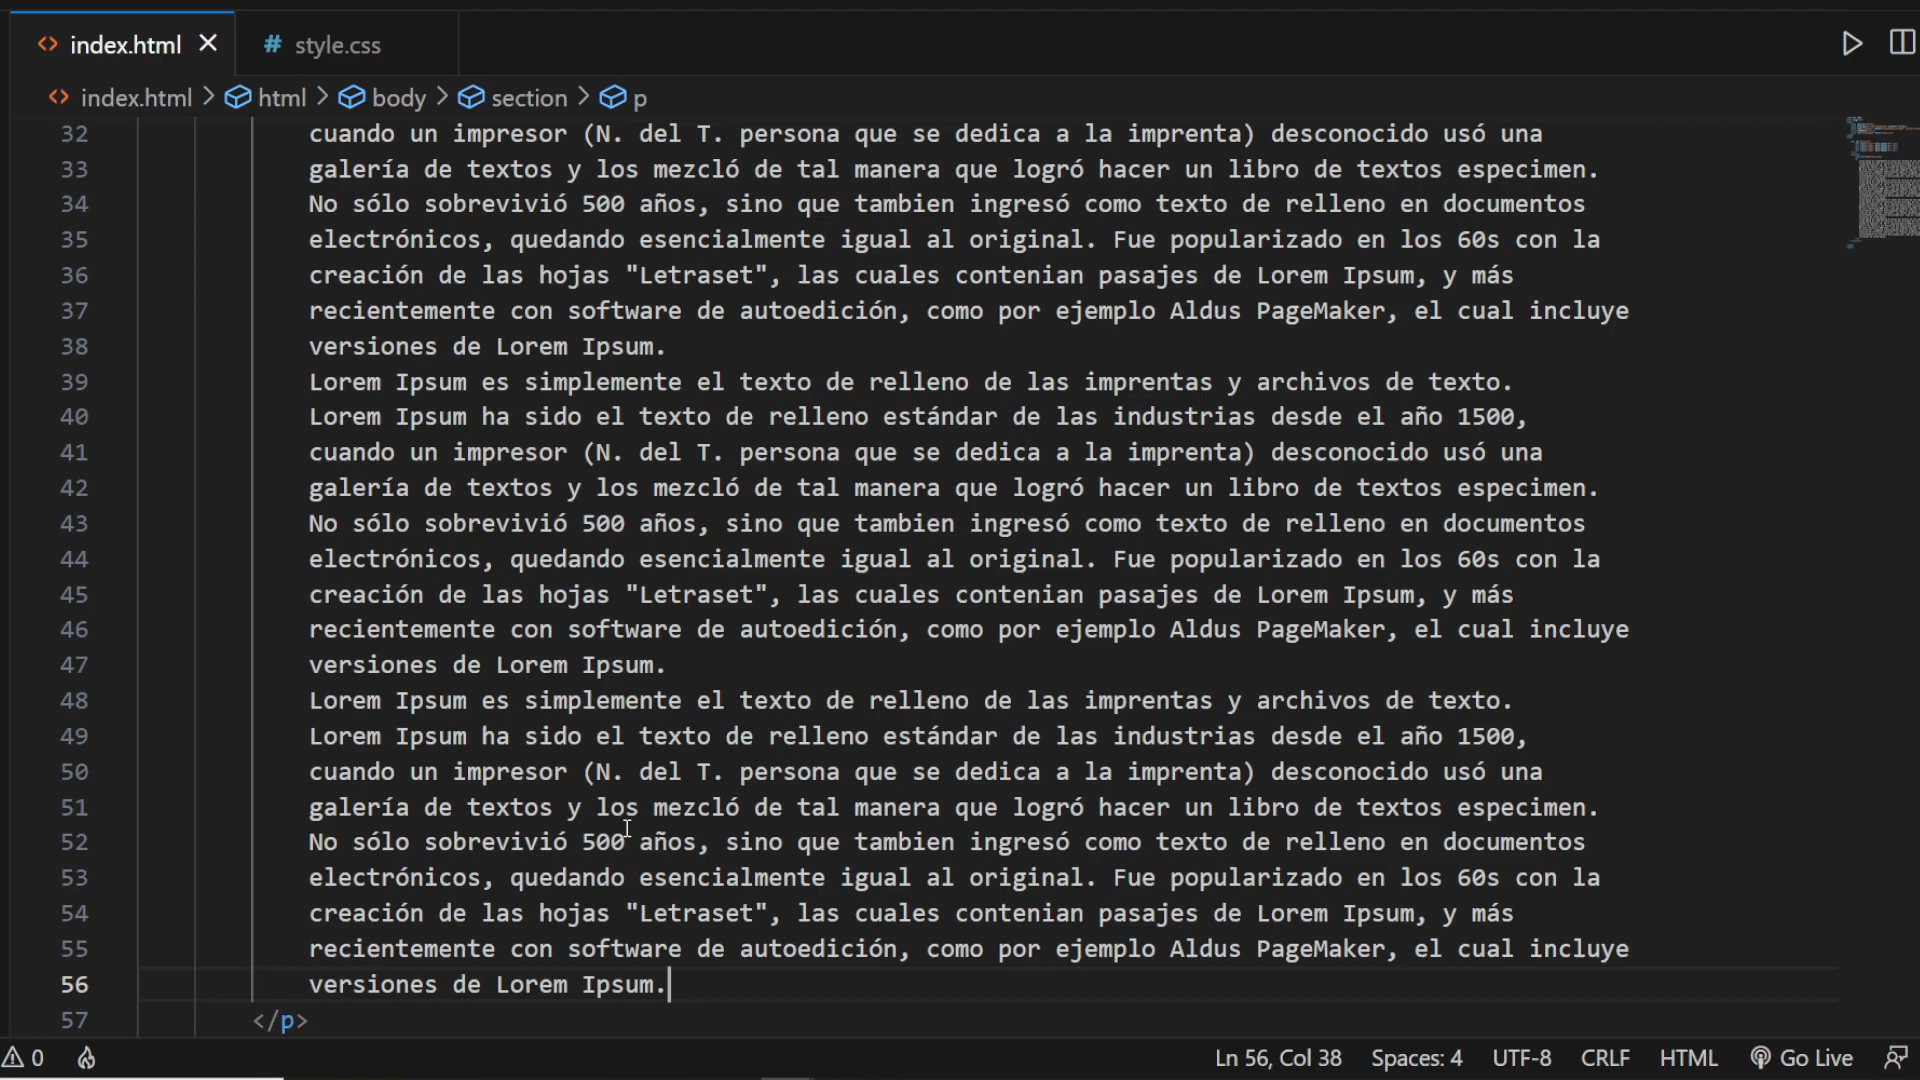 index.html
style.css
index.html > html > body > section > p
32 cuando un impresor (N. del T. persona que se dedica a la imprenta) desconocido usó una
33 galería de textos y los mezcló de tal manera que logró hacer un libro de textos especimen.
34 No sólo sobrevivió 500 años, sino que tambien ingresó como texto de relleno en documentos
35 electrónicos, quedando esencialmente igual al original. Fue popularizado en los 60s con la
36 creación de las hojas "Letraset", las cuales contenian pasajes de Lorem Ipsum, y más
37 recientemente con software de autoedición, como por ejemplo Aldus PageMaker, el cual incluye
38 versiones de Lorem Ipsum.
39 Lorem Ipsum es simplemente el texto de relleno de las imprentas y archivos de texto.
40 Lorem Ipsum ha sido el texto de relleno estándar de las industrias desde el año 1500,
41 cuando un impresor (N. del T. persona que se dedica a la imprenta) desconocido usó una
42 galería de textos y los mezcló de tal manera que logró hacer un libro de textos especimen.
43 No sólo sobrevivió 500 años, sino que tambien ingresó como texto de relleno en documentos
44 electrónicos, quedando esencialmente igual al original. Fue popularizado en los 60s con la
45 creación de las hojas "Letraset", las cuales contenian pasajes de Lorem Ipsum, y más
46 recientemente con software de autoedición, como por ejemplo Aldus PageMaker, el cual incluye
47 versiones de Lorem Ipsum.
48 Lorem Ipsum es simplemente el texto de relleno de las imprentas y archivos de texto.
49 Lorem Ipsum ha sido el texto de relleno estándar de las industrias desde el año 1500,
50 cuando un impresor (N. del T. persona que se dedica a la imprenta) desconocido usó una
51 galería de textos y los mezcló de tal manera que logró hacer un libro de textos especimen.
52 No sólo sobrevivió 500 años, sino que tambien ingresó como texto de relleno en documentos
53 electrónicos, quedando esencialmente igual al original. Fue popularizado en los 60s con la
54 creación de las hojas "Letraset", las cuales contenian pasajes de Lorem Ipsum, y más
55 recientemente con software de autoedición, como por ejemplo Aldus PageMaker, el cual incluye
56 versiones de Lorem Ipsum.
57 </p>
0 Ln 56, Col 38 Spaces: 4 UTF-8 CRLF HTML Go Live